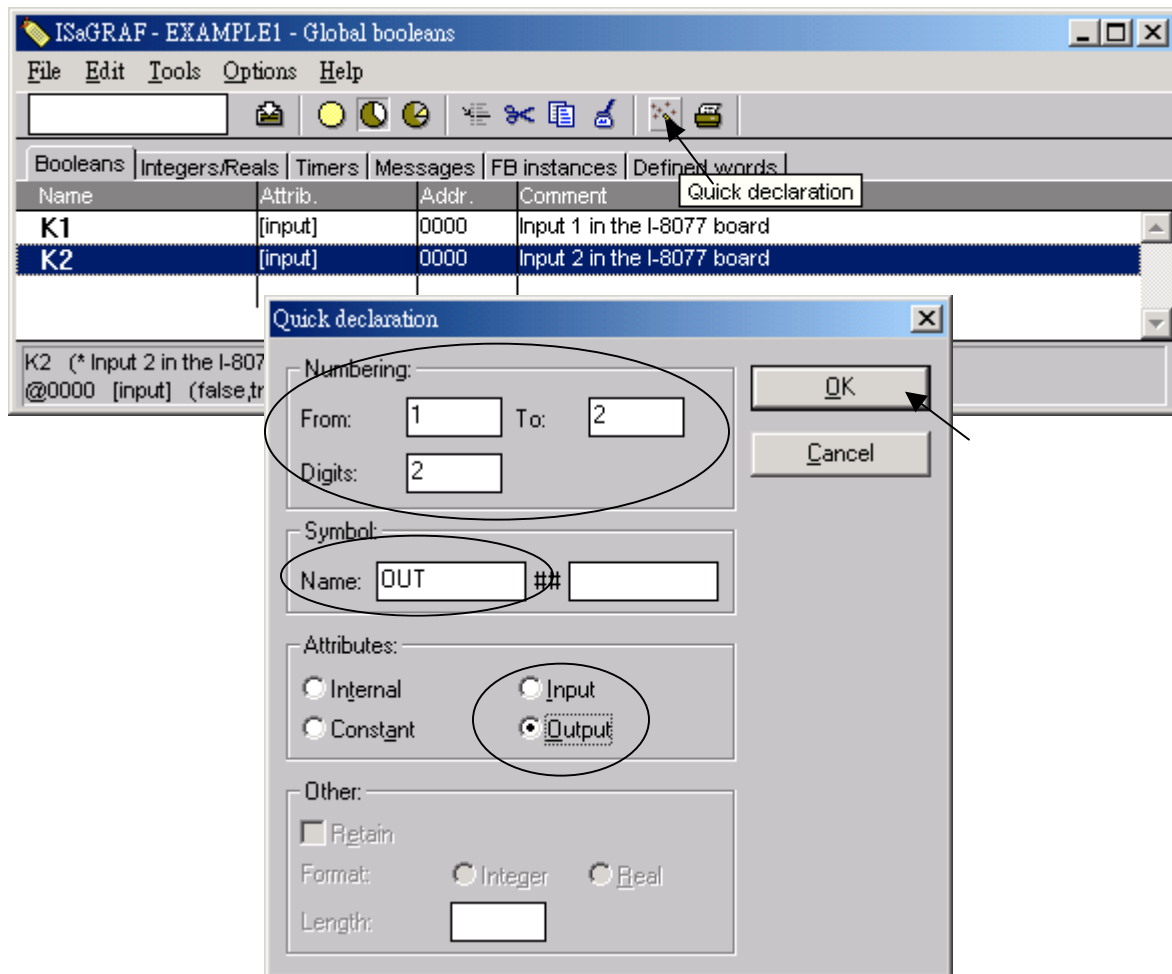 ISaGRAF - EXAMPLE1 - Global booleans
File Edit Tools Options Help
Booleans Integers/Reals Timers Messages FB instances Defined words
Quick declaration
Name Attrib. Addr. Comment
K1 [input] 0000 Input 1 in the I-8077 board
K2 [input] 0000 Input 2 in the I-8077 board
K2 (* Input 2 in the I-807
@0000 [input] (false,tr
Quick declaration
Numbering:
From: 1 To: 2
Digits: 2
OK
Cancel
Symbol:
Name: OUT ##
Attributes:
Internal Input
Constant Output
Other:
Retain
Format: Integer Real
Length: